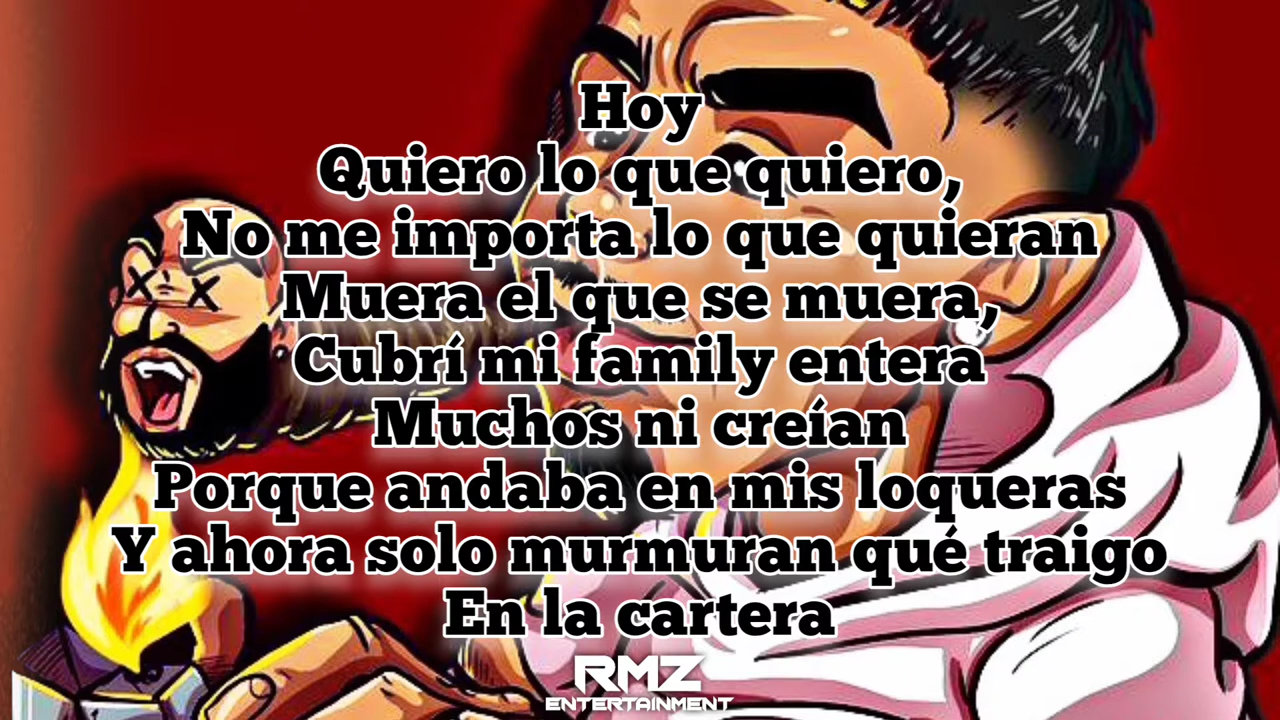 Hoy
Quiero lo que quiero,
No me importa lo que quieran
Muera el que se muera,
Cubrí mi family entera
Muchos ni creían
Porque andaba en mis loqueras
Y ahora solo murmuran qué traigo
En la cartera
RMZ
ENTERTAINMENT